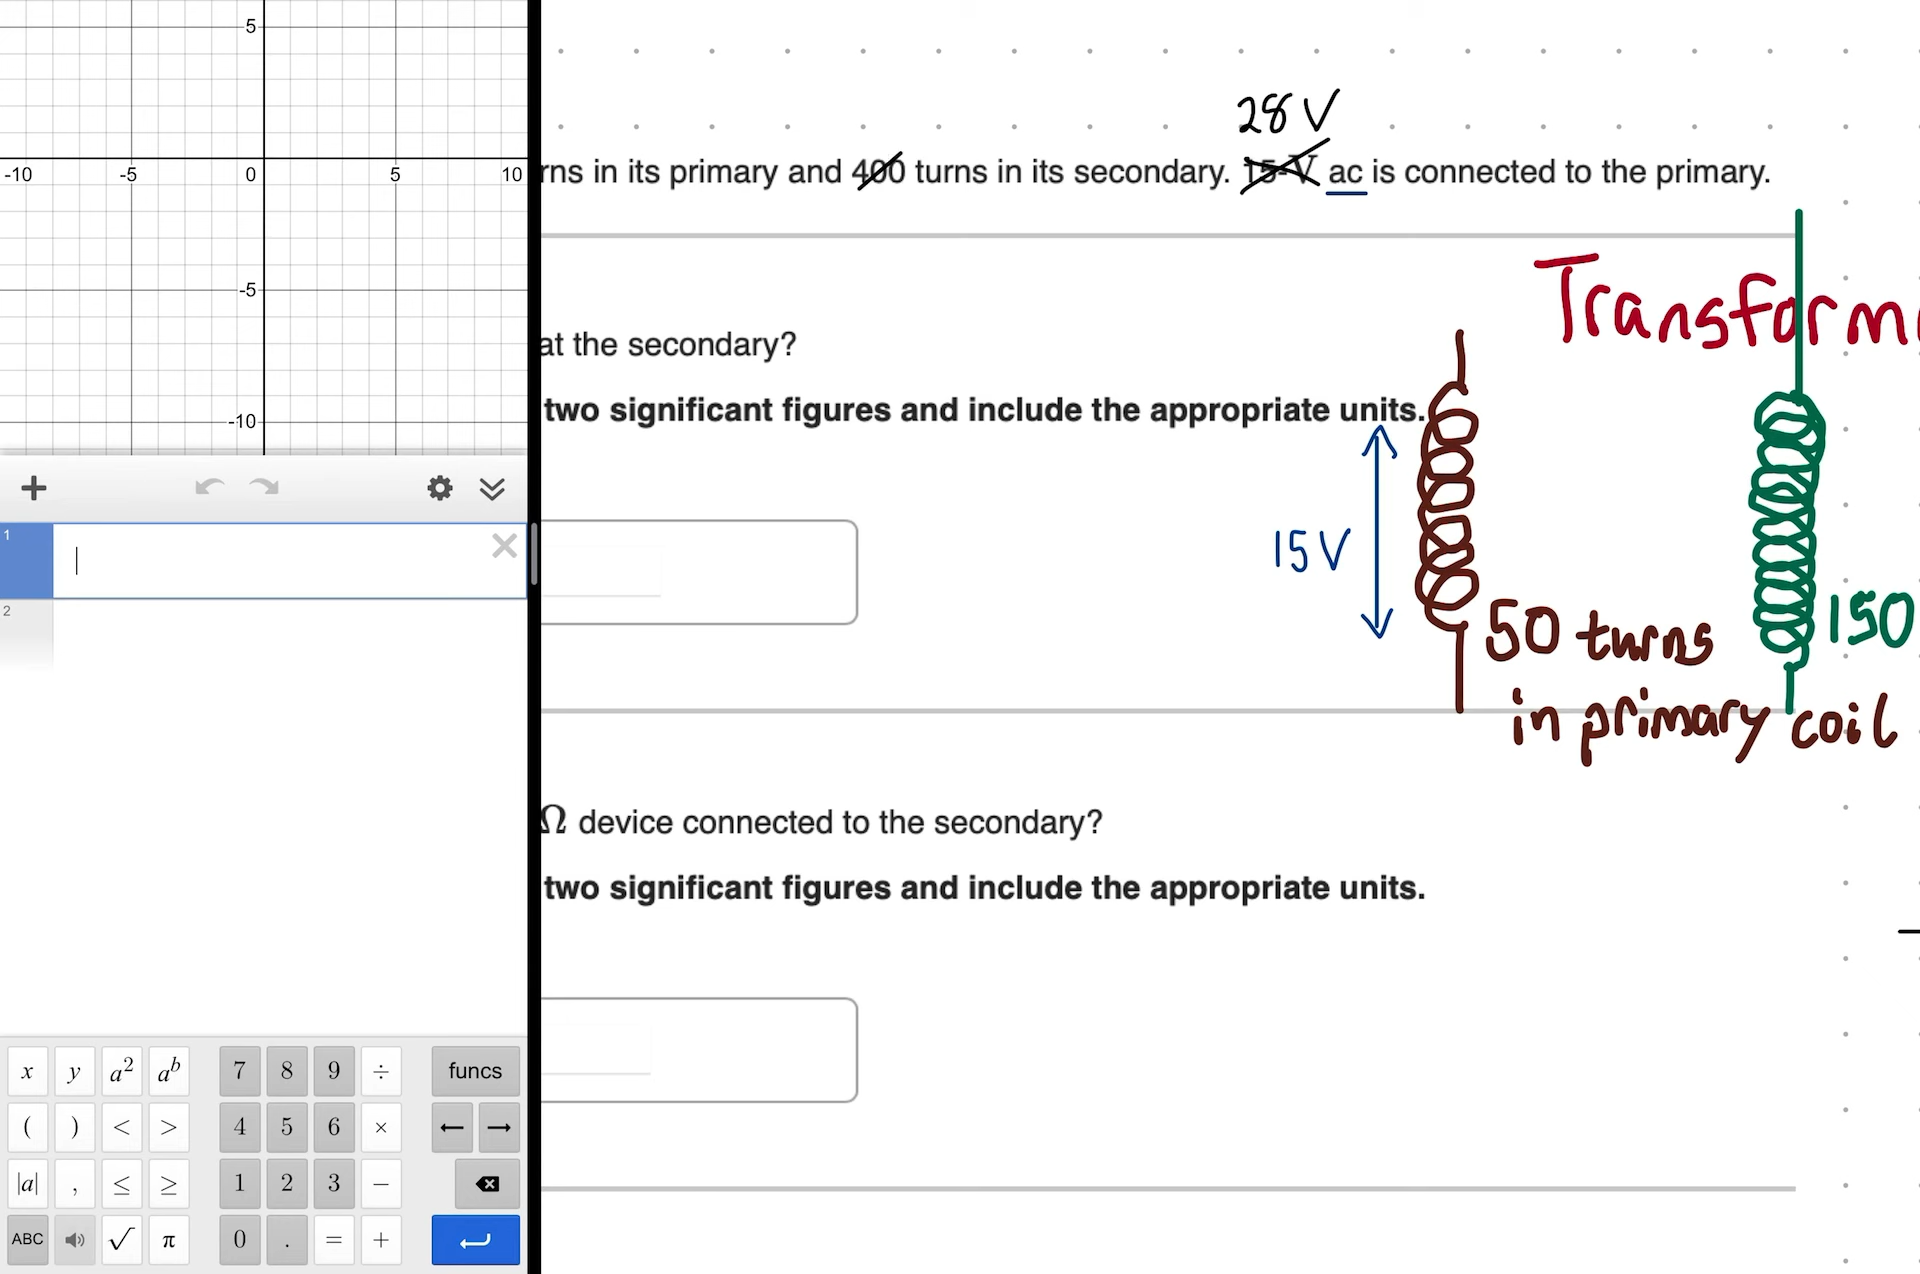 5
-10 -5 0 5 10
-5
-10
1
2
x y a² aᵇ 7 8 9 ÷ funcs
( ) < > 4 5 6 × ← →
|a| , ≤ ≥ 1 2 3 −
ABC √ π 0 . = +
28 V
rns in its primary and 400 turns in its secondary. 15-V ac is connected to the primary.
Transform
at the secondary?
two significant figures and include the appropriate units.
15 V
50 turns
in primary coil
150
Ω device connected to the secondary?
two significant figures and include the appropriate units.